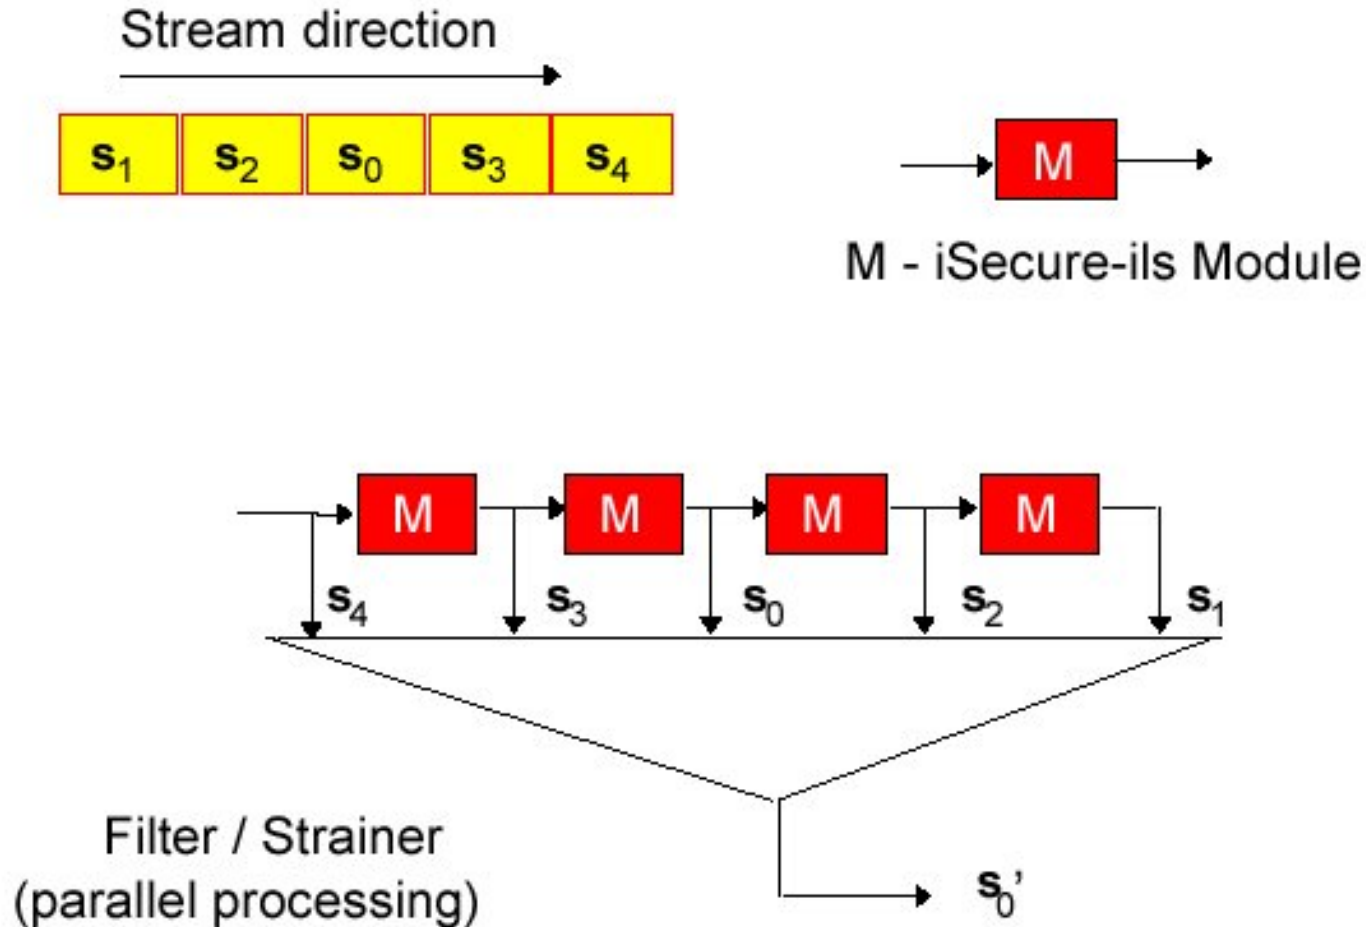 Stream direction
s1 s2 s0 s3 s4
M
M - iSecure-ils Module
M M M M
s4 s3 s0 s2 s1
Filter / Strainer
(parallel processing)
s0’